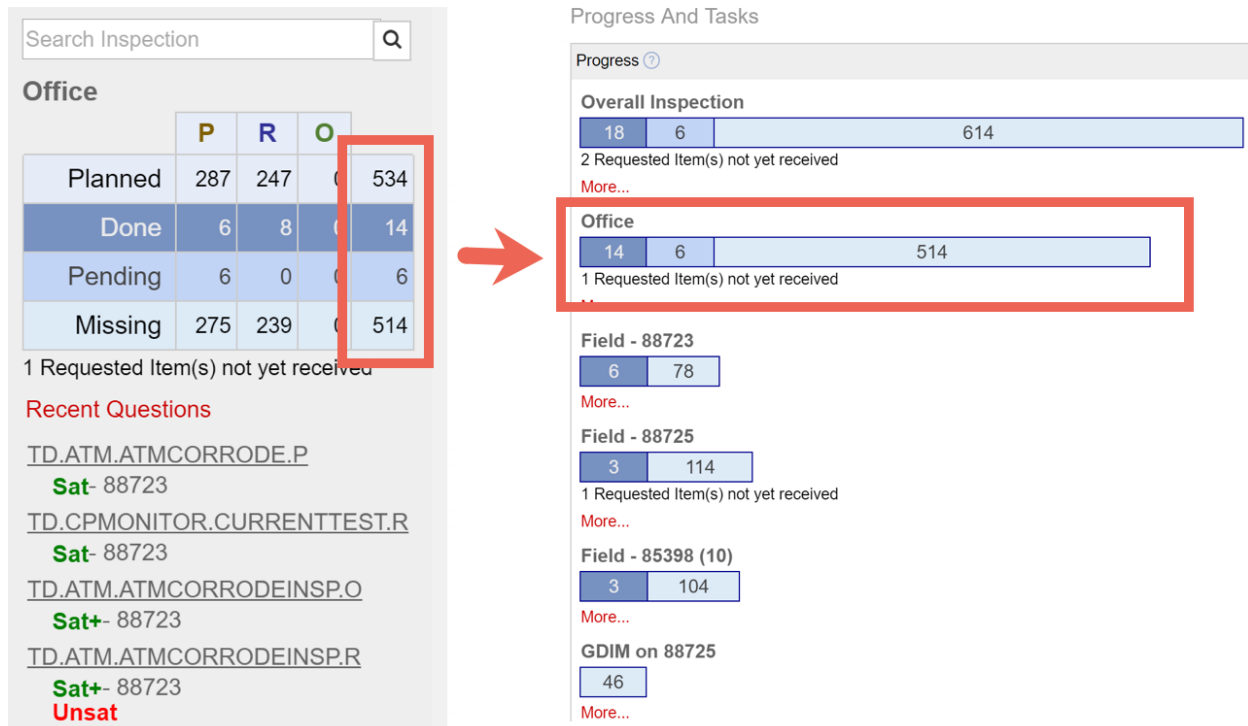 Search Inspection
Office
P R O
Planned 287 247 0 534
Done 6 8 0 14
Pending 6 0 0 6
Missing 275 239 0 514
1 Requested Item(s) not yet received
Recent Questions
TD.ATM.ATMCORRODE.P
Sat- 88723
TD.CPMONITOR.CURRENTTEST.R
Sat- 88723
TD.ATM.ATMCORRODEINSP.O
Sat+- 88723
TD.ATM.ATMCORRODEINSP.R
Sat+- 88723
Unsat
Progress And Tasks
Progress ?
Overall Inspection
18 6 614
2 Requested Item(s) not yet received
More...
Office
14 6 514
1 Requested Item(s) not yet received
Field - 88723
6 78
More...
Field - 88725
3 114
1 Requested Item(s) not yet received
More...
Field - 85398 (10)
3 104
More...
GDIM on 88725
46
More...